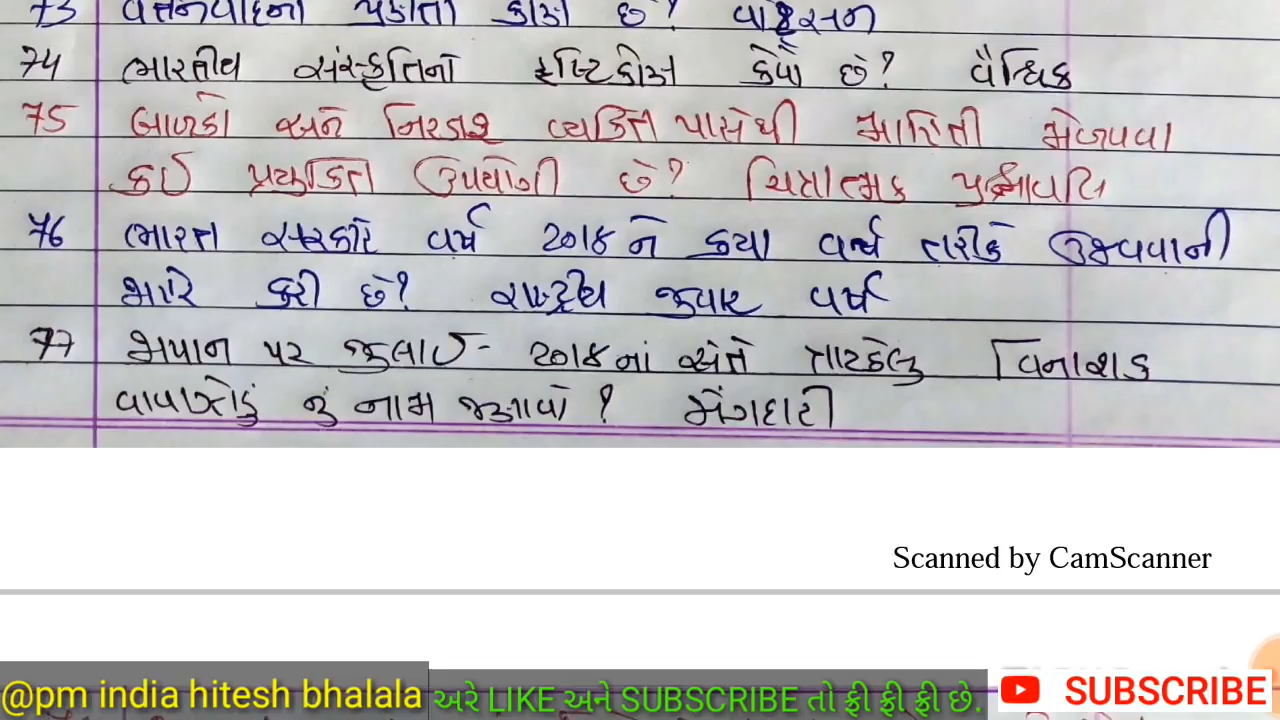 73 વર્તનવાદના પ્રણેતા કોણ છે? વોટ્સન
74 ભારતીય સંસ્કૃતિનો દૃષ્ટિકોણ કેવો છે? વૈશ્વિક
75 બાળકો અને નિરક્ષર વ્યક્તિ પાસેથી માહિતી મેળવવા
કઈ પ્રયુક્તિ ઉપયોગી છે? ચિત્રાત્મક પ્રશ્નાવલિ
76 ભારત સરકારે વર્ષ 2018 ને કયા વર્ષ તરીકે ઉજવવાની
કરી છે? રાષ્ટ્રીય જુવાર વર્ષ
77 જાપાન પર જુલાઈ- 2018નાં અંતે ત્રાટકેલુ વિનાશક
વાવાઝોડું નું નામ જણાવો?
Scanned by CamScanner
@pm india hitesh bhalala અરે LIKE અને SUBSCRIBE તો ફ્રી ફ્રી ફ્રી છે. SUBSCRIBE